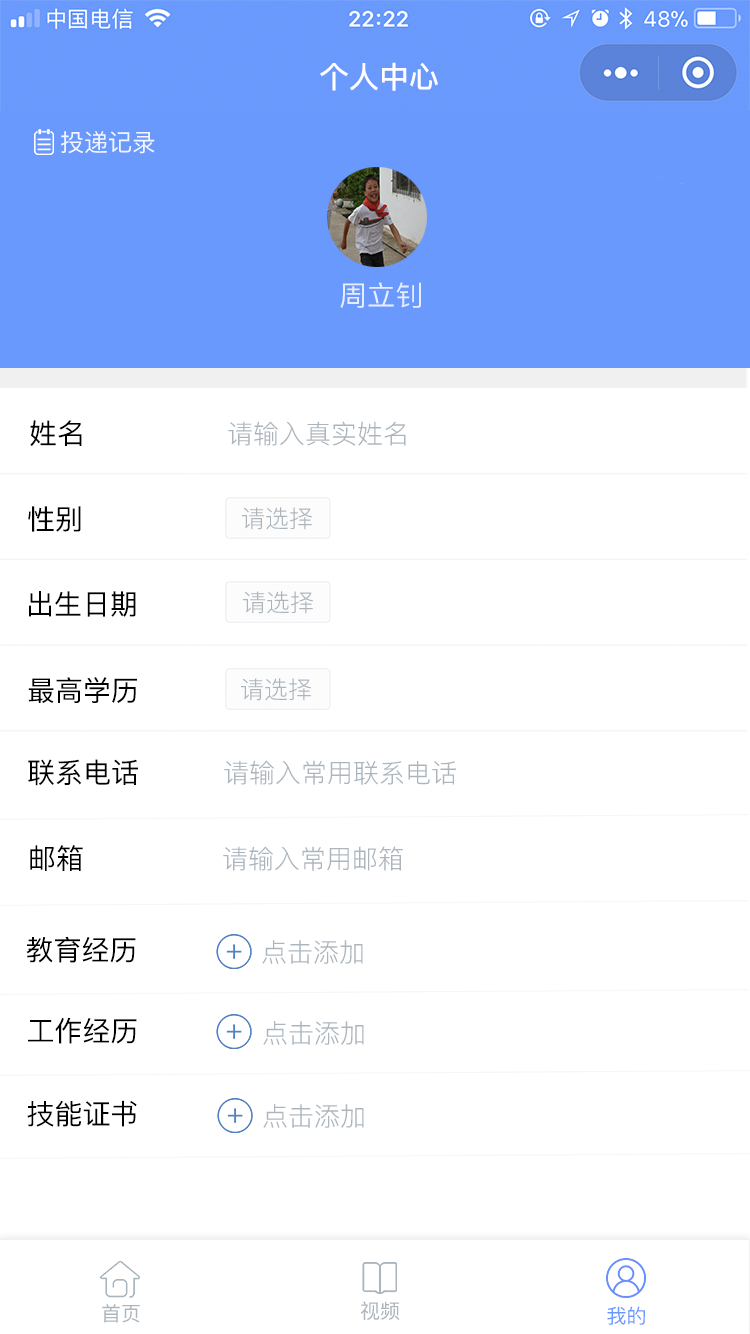 中国电信 22:22 48%
个人中心
投递记录
周立钊
姓名 请输入真实姓名
性别 请选择
出生日期 请选择
最高学历 请选择
联系电话 请输入常用联系电话
邮箱 请输入常用邮箱
教育经历 点击添加
工作经历 点击添加
技能证书 点击添加
首页 视频 我的